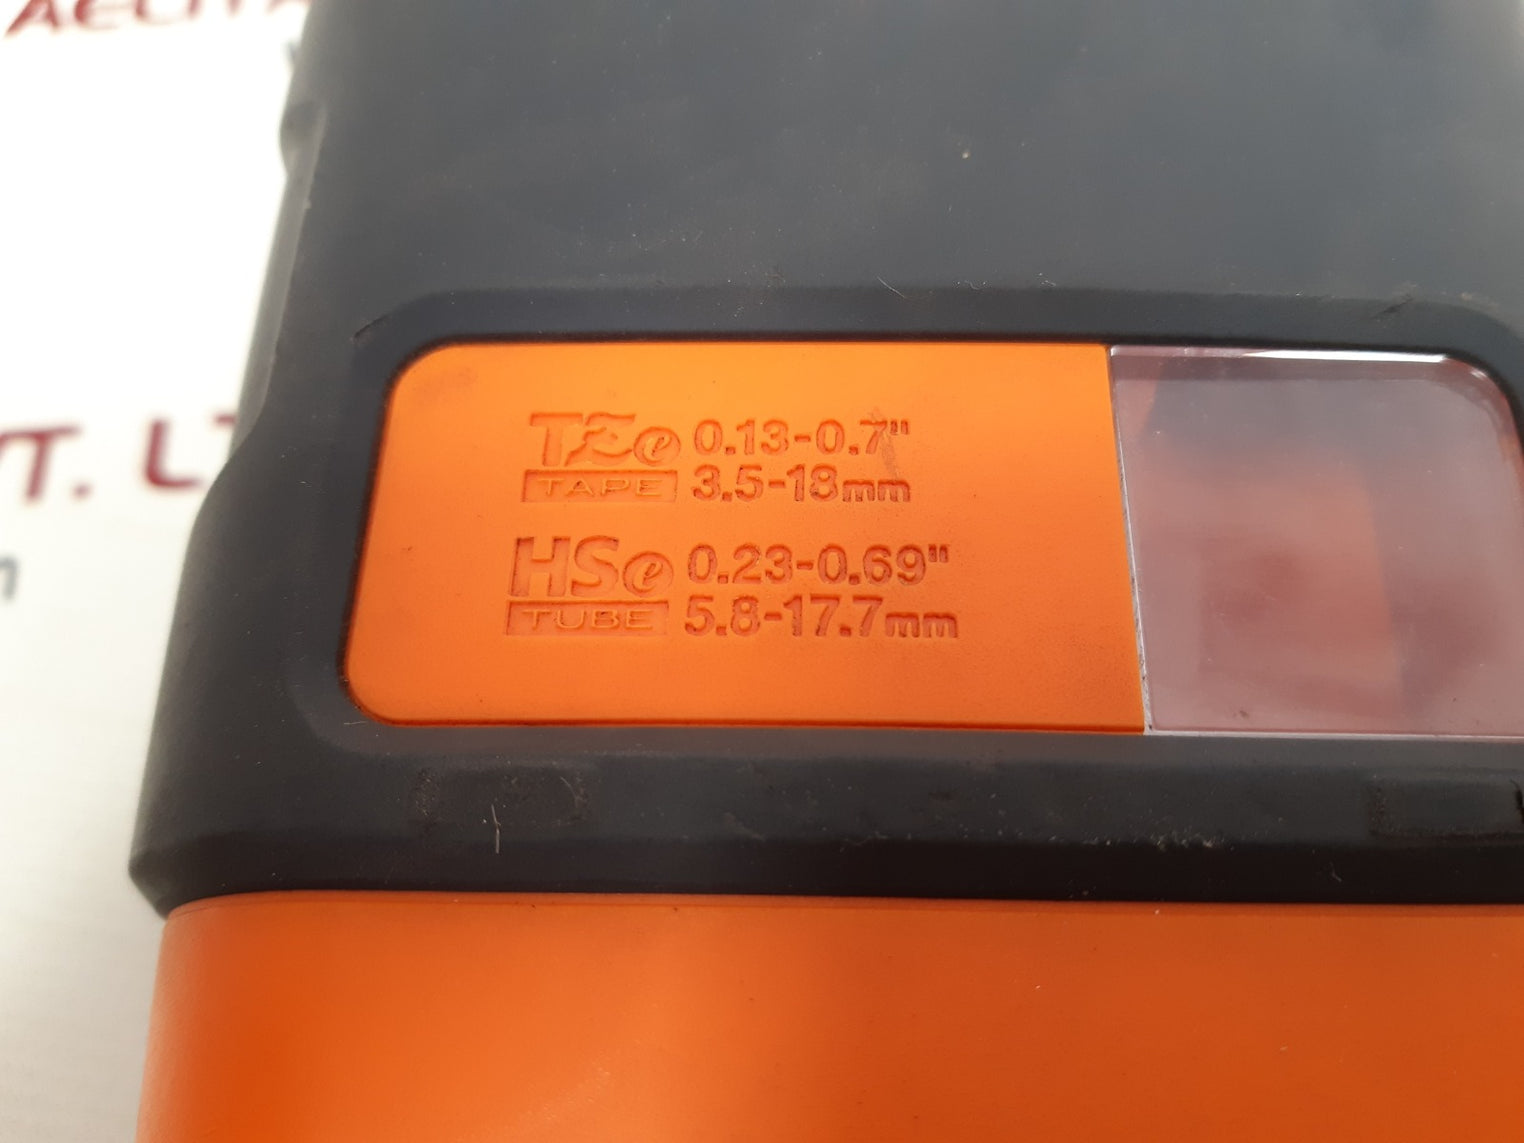 TZe 0.13-0.7"
TAPE 3.5-18mm
HSe 0.23-0.69"
TUBE 5.8-17.7mm